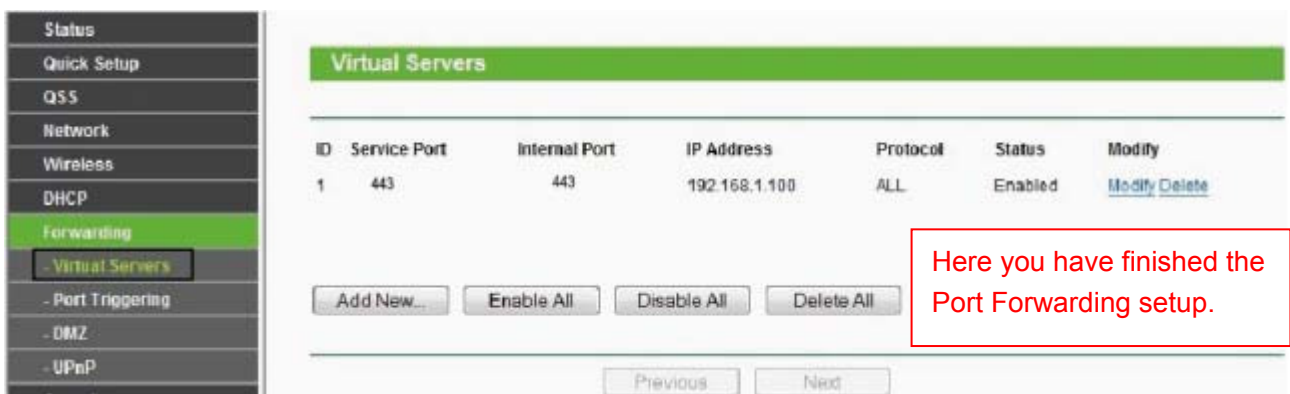 Status
Quick Setup
QSS
Network
Wireless
DHCP
Forwarding
- Virtual Servers
- Port Triggering
- DMZ
- UPnP
Virtual Servers
ID Service Port Internal Port IP Address Protocol Status Modify
1 443 443 192.168.1.100 ALL Enabled Modify Delete
Add New... Enable All Disable All Delete All
Here you have finished the
Port Forwarding setup.
Previous Next